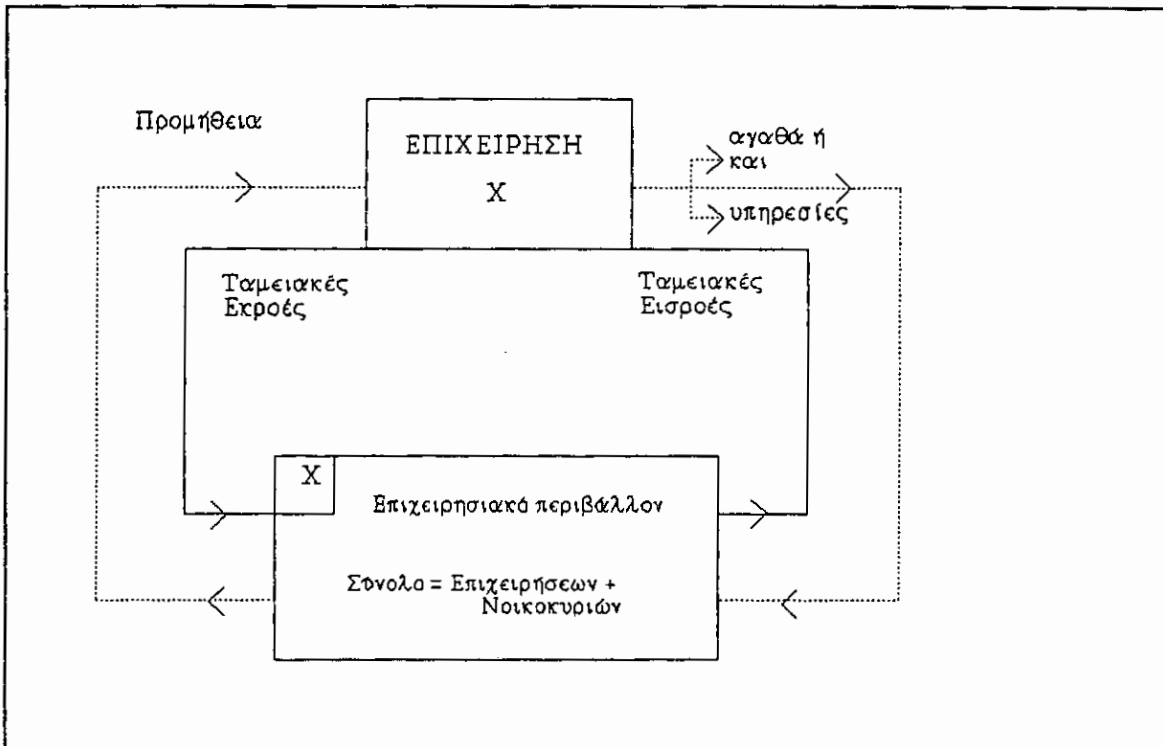 Προμήθεια
ΕΠΙΧΕΙΡΗΣΗ
X
αγαθά ή
και
υπηρεσίες
Ταμειακές
Εκροές
Ταμειακές
Εισροές
X
Επιχειρησιακό περιβάλλον
Σύνολο = Επιχειρήσεων +
Νοικοκυριών